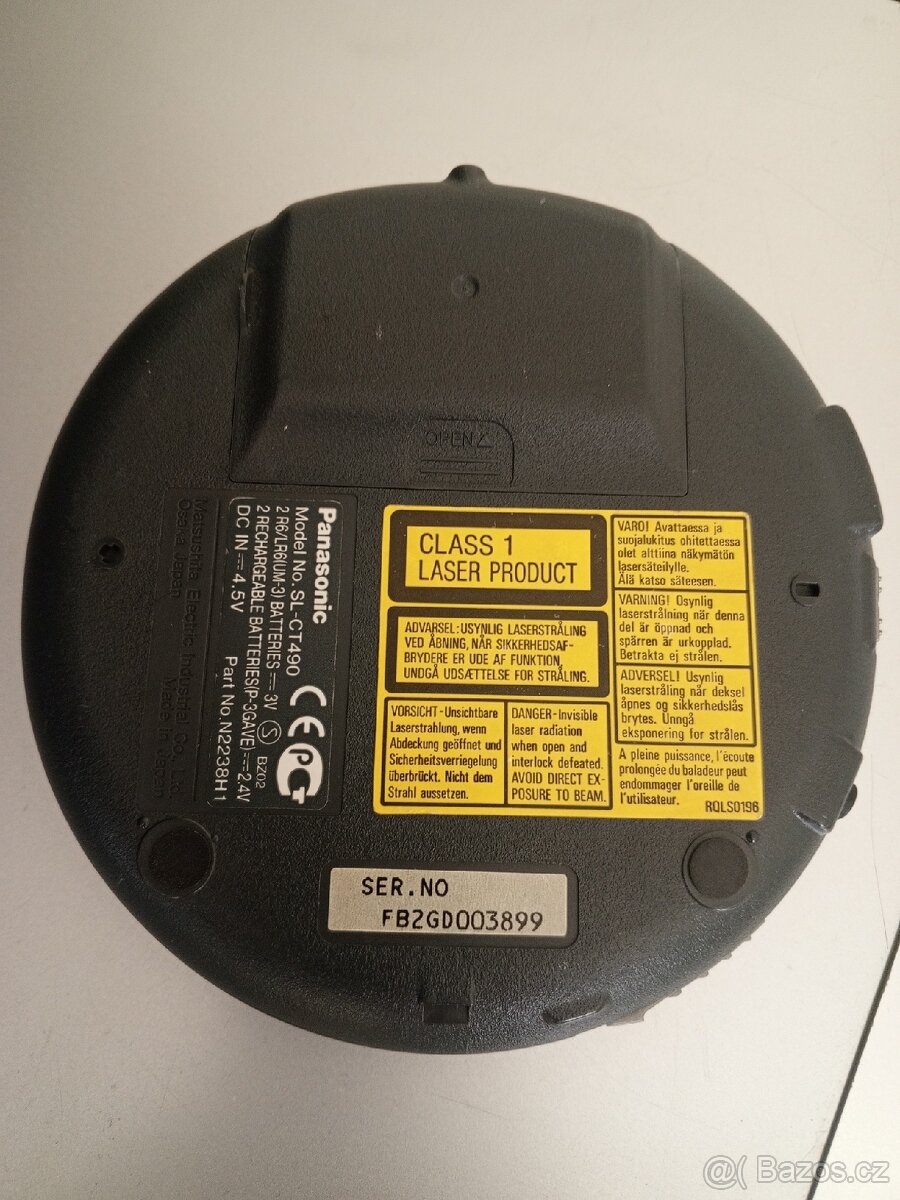 OPEN
Panasonic
Model No. SL-CT490
2 R6/LR6(UM-3) BATTERIES 3V
2 RECHARGEABLE BATTERIES(P-3GAVE) 2,4V
DC IN 4.5V
Part No.N2238H1
S
BZ02
CE
Matsushita Electric Industrial Co., Ltd.
Osaka Japan
CLASS 1
LASER PRODUCT
ADVARSEL:USYNLIG LASERSTRÅLING
VED ÅBNING,NÅR SIKKERHEDSAF-
BRYDERE ER UDE AF FUNKTION,
UNDGÅ UDSÆTTELSE FOR STRÅLING.
VORSICHT-Unsichtbare
Laserstrahlung, wenn
Abdeckung geöffnet und
Sicherheitsverriegelung
überbrückt. Nicht dem
Strahl aussetzen.
DANGER-Invisible
laser radiation
when open and
interlock defeated.
AVOID DIRECT EX-
POSURE TO BEAM.
VARO! Avattaessa ja
suojalukitus ohitettaessa
olet alttiina näkymätön
lasersäteilylle.
Älä katso säteesen.
VARNING! Osynlig
laserstrålning när denna
del är öppnad och
spärren är urkopplad.
Betrakta ej strålen.
ADVERSEL! Usynlig
laserstråling når deksel
åpnes og sikkerhedslås
brytes. Unngå
eksponering for strålen.
A pleine puissance, l'écoute
prolongée du baladeur peut
endommager l'oreille de
l'utilisateur.
RQLS0196
SER.NO
FB2GD003899
@( Bazos.cz